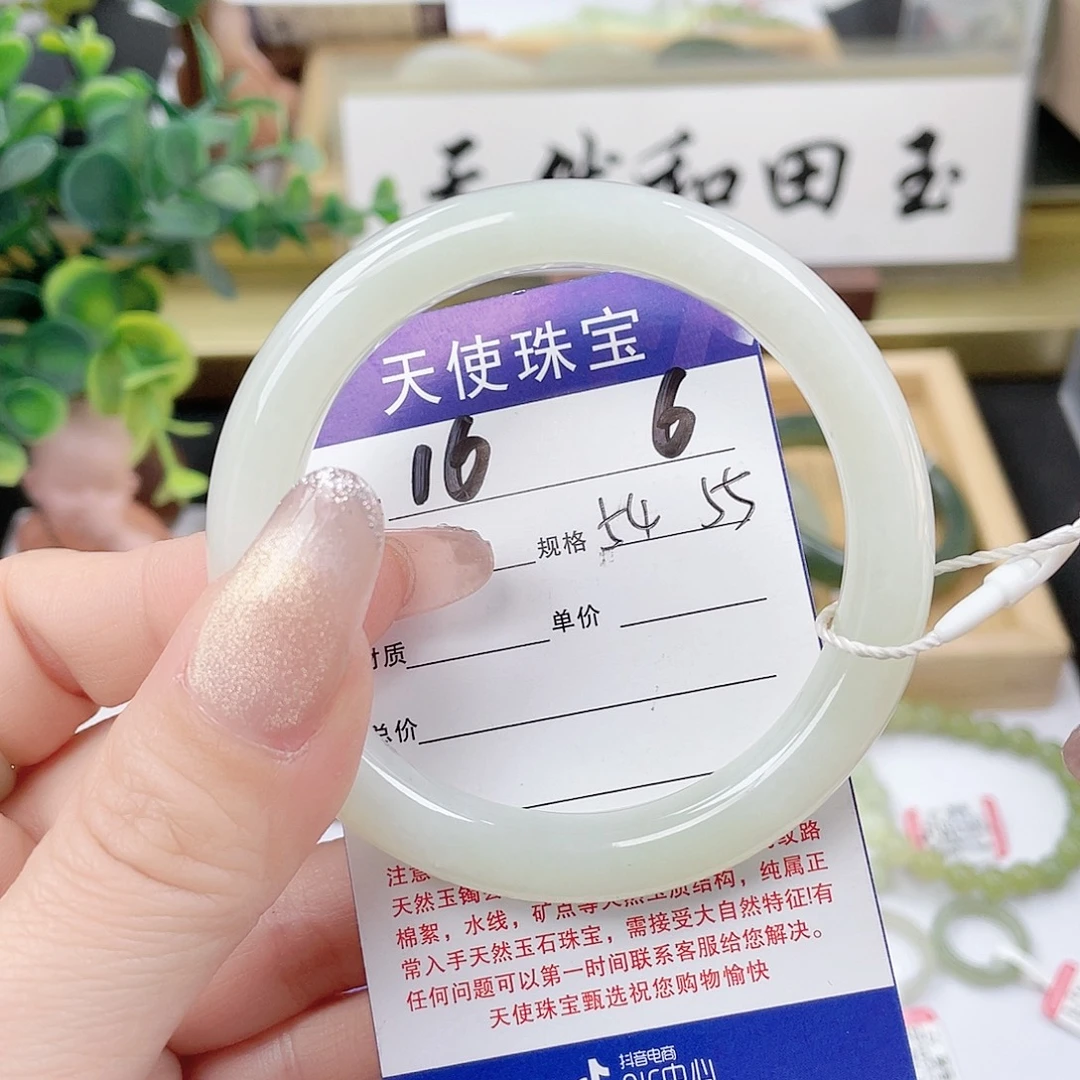 天然和田玉
天使珠宝
16 6
规格 54 55
单价
材质
总价
注意
纹路
天然玉镯
棉絮，水线，矿点等天然玉质结构，纯属正
常入手天然玉石珠宝，需接受大自然特征!有
任何问题可以第一时间联系客服给您解决。
天使珠宝甄选祝您购物愉快
抖音电商